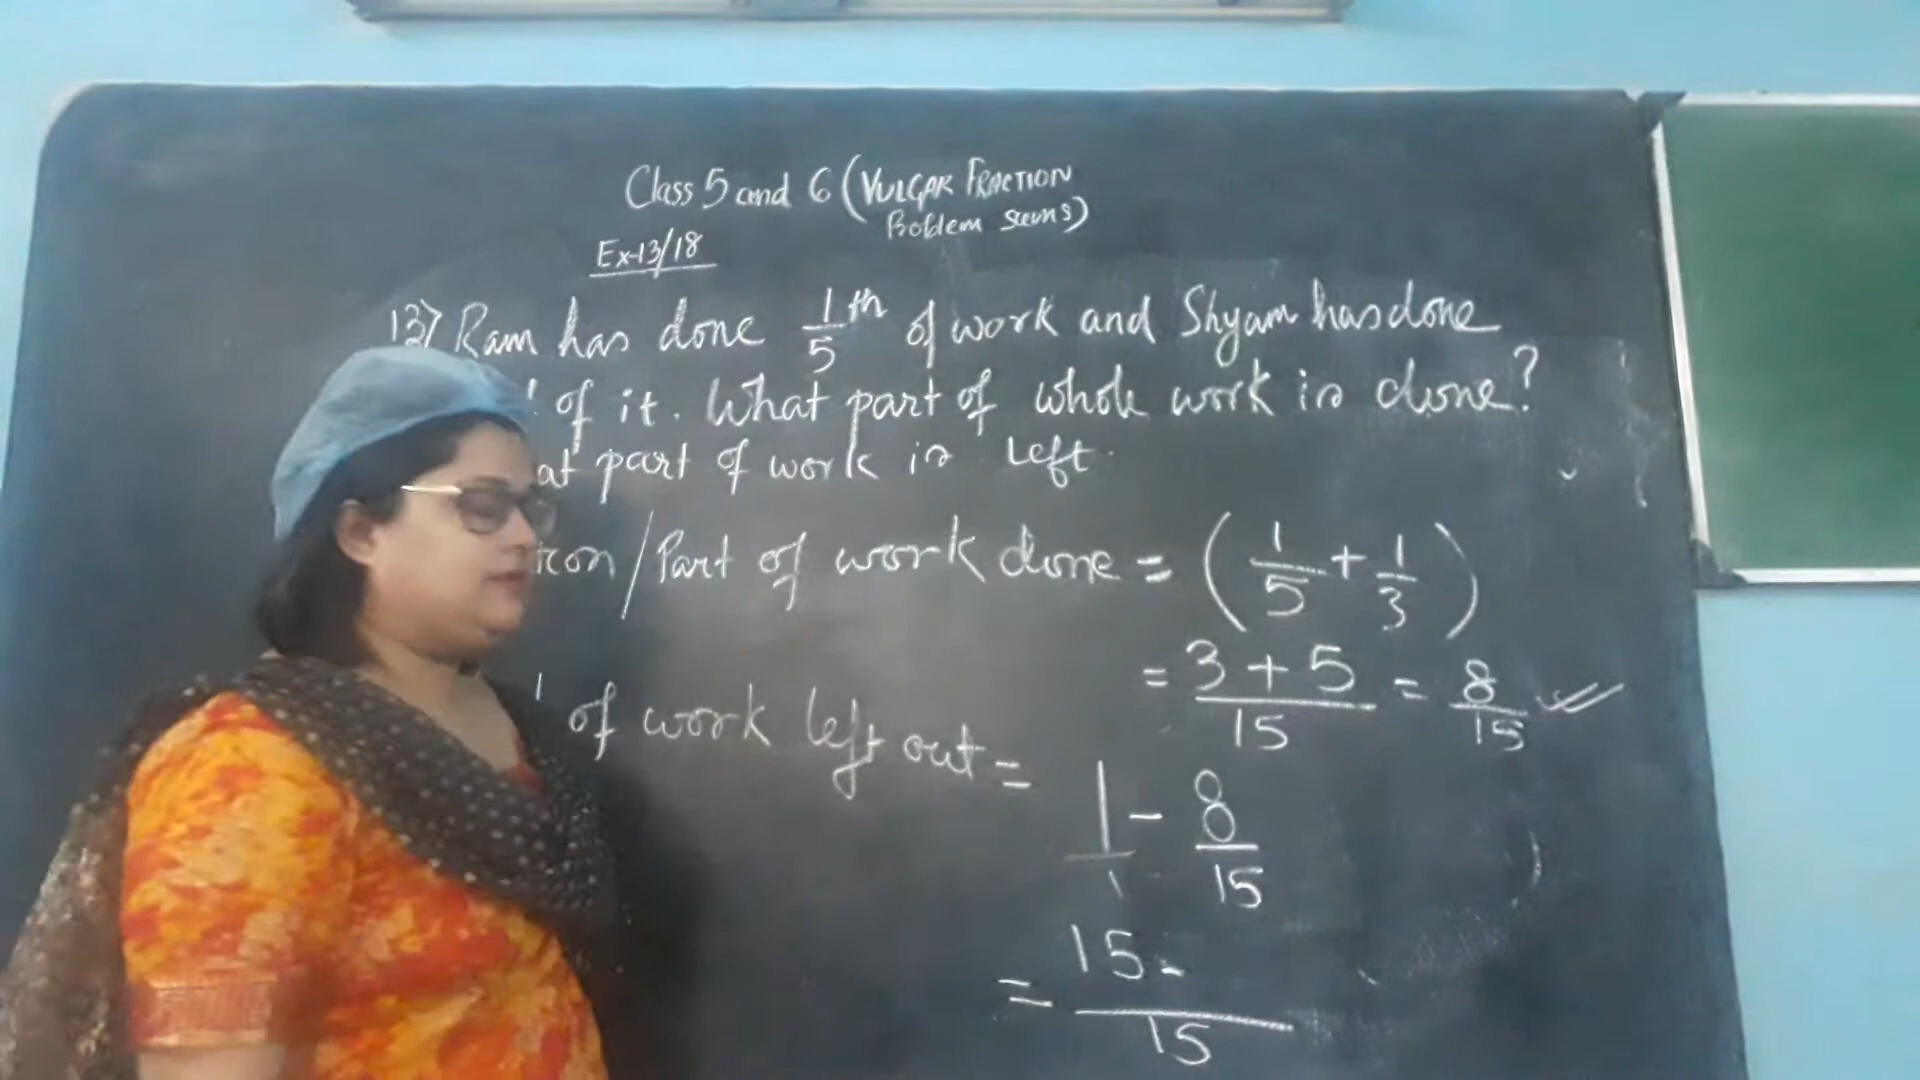 Class 5 and 6 (VULGAR FRACTION
Problem sums)
Ex-13/18
13) Ram has done 1/5 th of work and Shyam has done
of it. What part of whole work is done?
at part of work is left.
/Part of work done = (1/5 + 1/3)
= 3 + 5/15 = 8/15
of work left out =
1/1 - 8/15
= 15 -/15